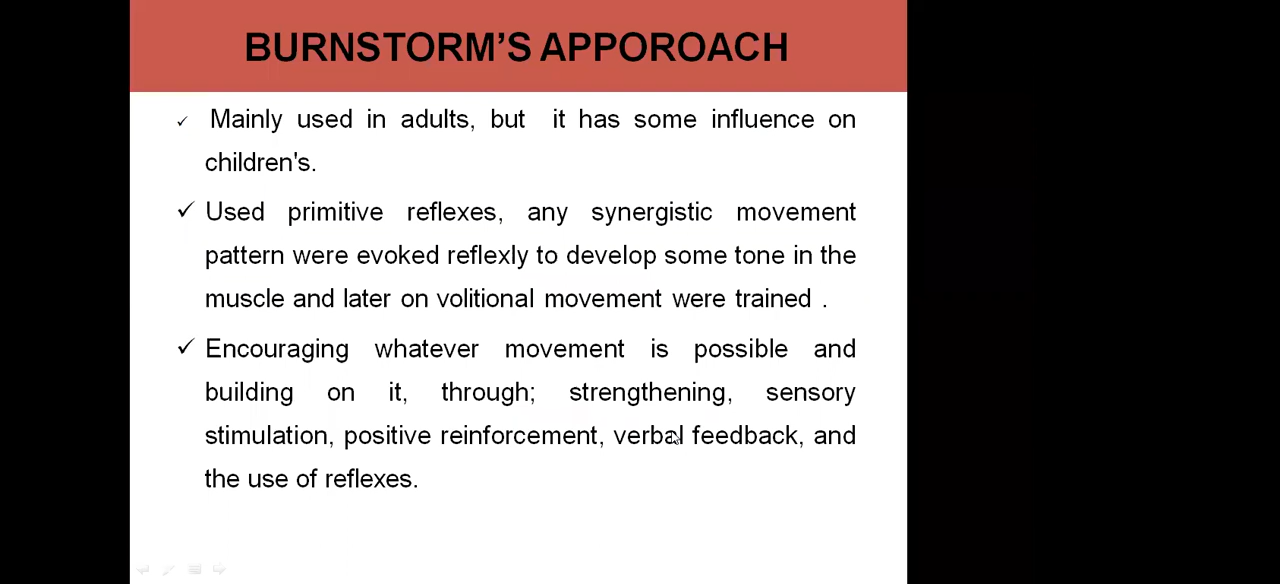 BURNSTORM’S APPOROACH
✓ Mainly used in adults, but it has some influence on
children's.
✓ Used primitive reflexes, any synergistic movement
pattern were evoked reflexly to develop some tone in the
muscle and later on volitional movement were trained .
✓ Encouraging whatever movement is possible and
building on it, through; strengthening, sensory
stimulation, positive reinforcement, verbal feedback, and
the use of reflexes.